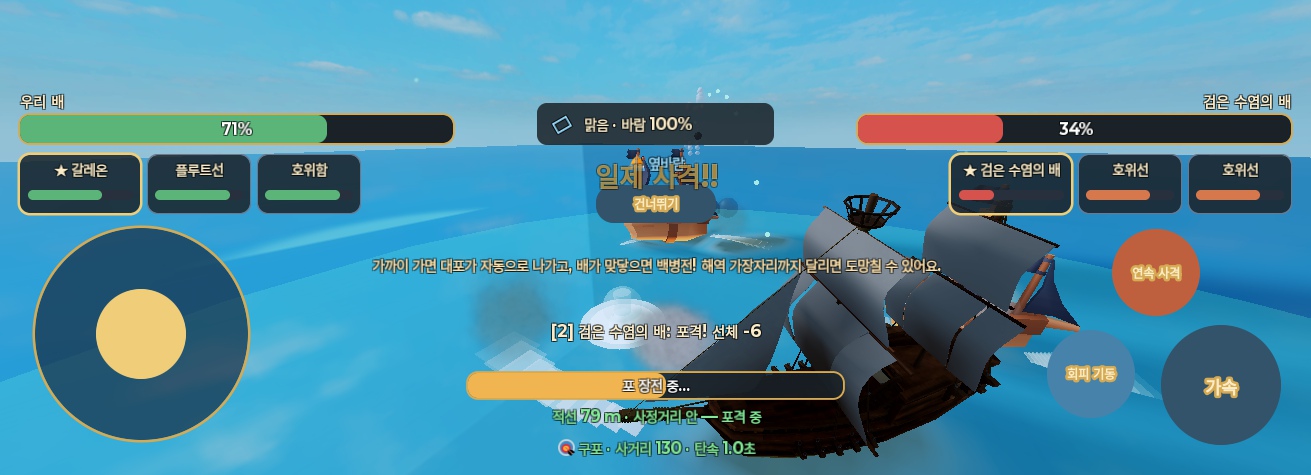 우리 배
검은 수염의 배
71%
맑음 · 바람 100%
34%
★ 갈레온
플루트선
호위함
옆바람
일제 사격!!
건너뛰기
★ 검은 수염의 배
호위선
호위선
가까이 가면 대포가 자동으로 나가고, 배가 맞닿으면 백병전! 해역 가장자리까지 달리면 도망칠 수 있어요.
연속 사격
[2] 검은 수염의 배: 포격! 선체 -6
회피 기동
가속
포 장전 중...
적선 79 m · 사정거리 안 — 포격 중
구포 · 사거리 130 · 탄속 1.0초